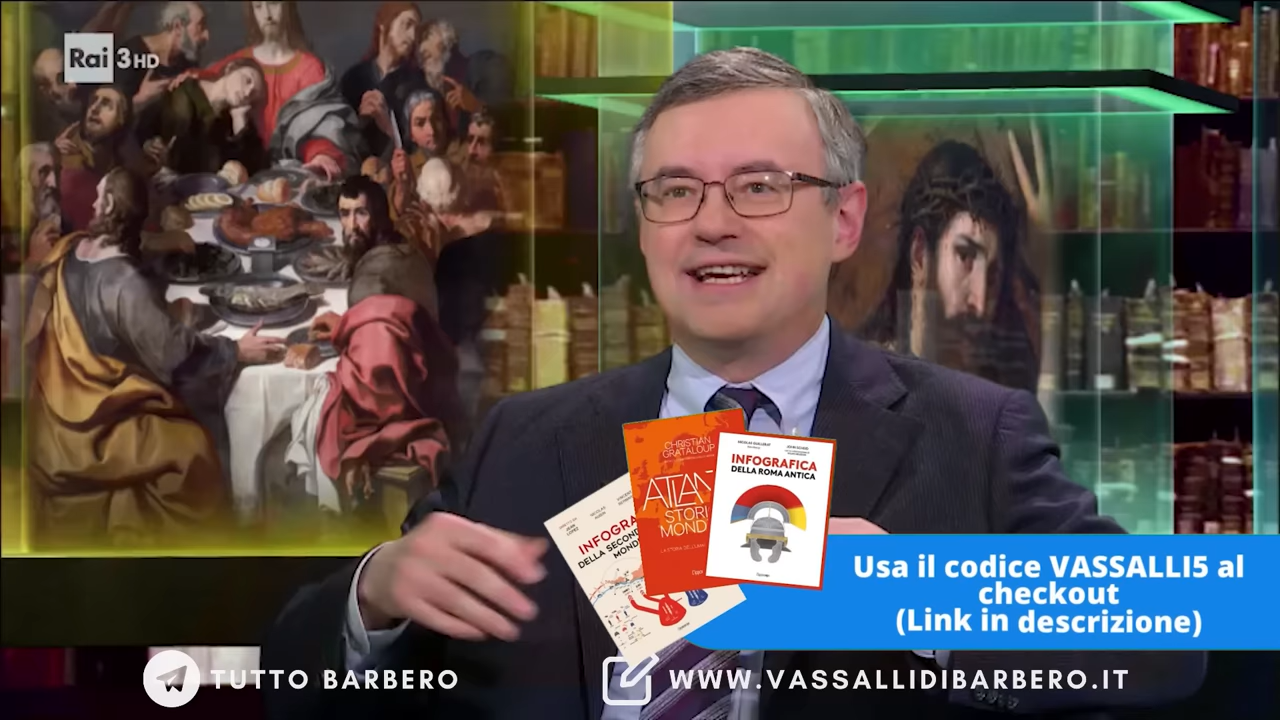 Rai 3HD
CHRISTIAN
GRATALOUP
ATLAN
STORI
MOND
INFOGRAFICA
DELLA ROMA ANTICA
INFOGRA
DELLA SECON
MONDI
Usa il codice VASSALLI5 al
checkout
(Link in descrizione)
TUTTO BARBERO
WWW.VASSALLIDIBARBERO.IT